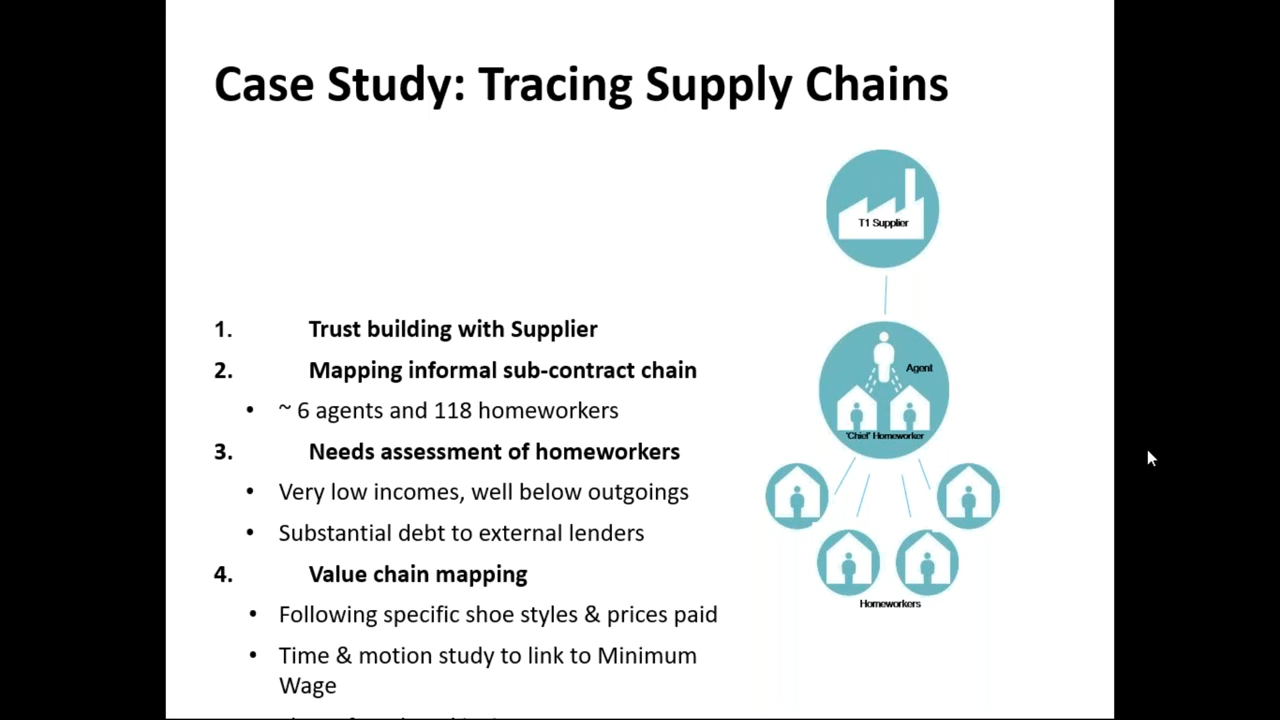 Case Study: Tracing Supply Chains
T1 Supplier
Agent
"Chief" Homeworker
Homeworkers
1. Trust building with Supplier
2. Mapping informal sub-contract chain
• ~ 6 agents and 118 homeworkers
3. Needs assessment of homeworkers
• Very low incomes, well below outgoings
• Substantial debt to external lenders
4. Value chain mapping
• Following specific shoe styles & prices paid
• Time & motion study to link to Minimum
Wage